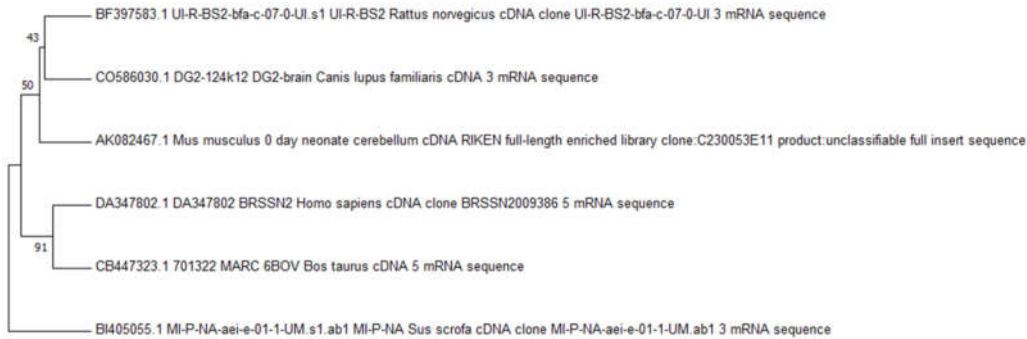 BF397583.1 UI-R-BS2-bfa-c-07-0-UI.s1 UI-R-BS2 Rattus norvegicus cDNA clone UI-R-BS2-bfa-c-07-0-UI 3 mRNA sequence
43
CO586030.1 DG2-124k12 DG2-brain Canis lupus familiaris cDNA 3 mRNA sequence
50
AK082467.1 Mus musculus 0 day neonate cerebellum cDNA RIKEN full-length enriched library clone:C230053E11 product:unclassifiable full insert sequence
DA347802.1 DA347802 BRSSN2 Homo sapiens cDNA clone BRSSN2009386 5 mRNA sequence
91
CB447323.1 701322 MARC 6BOV Bos taurus cDNA 5 mRNA sequence
BI405055.1 MI-P-NA-aei-e-01-1-UM.s1.ab1 MI-P-NA Sus scrofa cDNA clone MI-P-NA-aei-e-01-1-UM.ab1 3 mRNA sequence